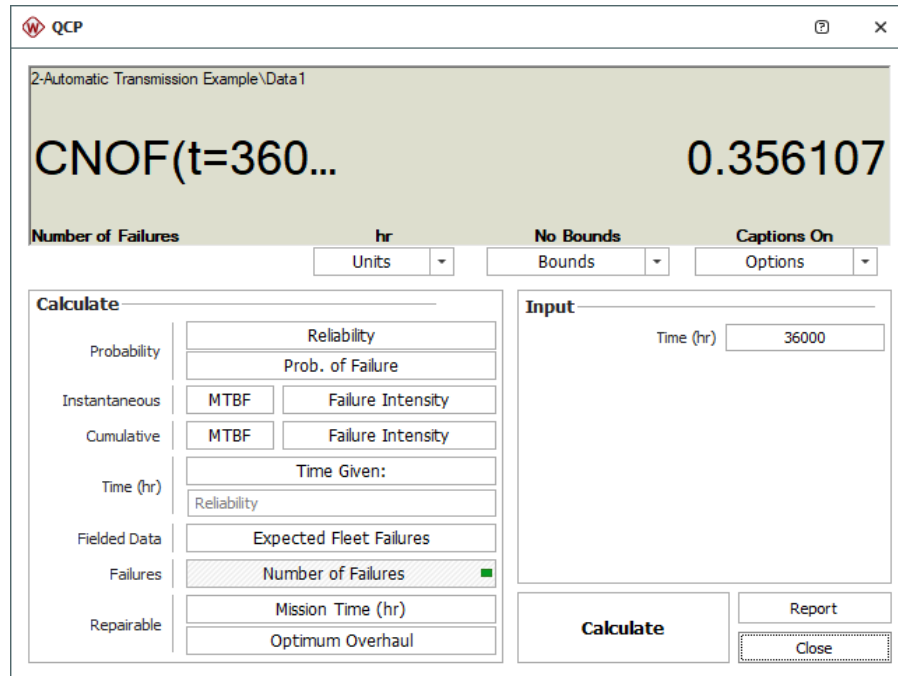 QCP
2-Automatic Transmission Example\Data1
CNOF(t=360... 0.356107
Number of Failures hr No Bounds Captions On
Units Bounds Options
Calculate
Probability
Reliability
Prob. of Failure
Instantaneous MTBF Failure Intensity
Cumulative MTBF Failure Intensity
Time (hr)
Time Given:
Reliability
Fielded Data Expected Fleet Failures
Failures Number of Failures
Repairable
Mission Time (hr)
Optimum Overhaul
Input
Time (hr) 36000
Calculate
Report
Close